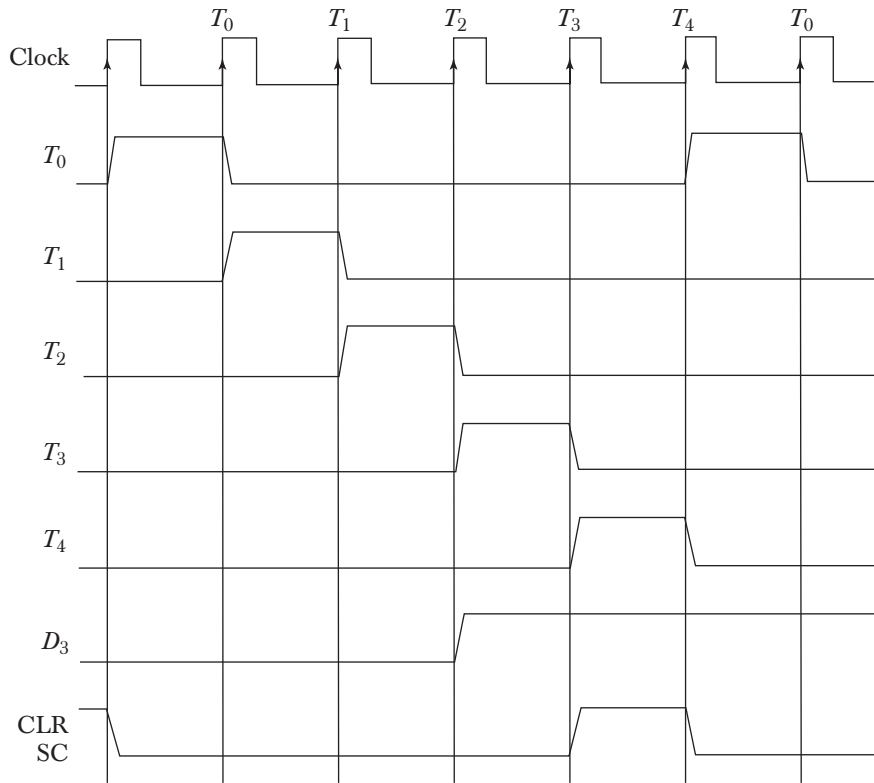 T₀ T₁ T₂ T₃ T₄ T₀
Clock
T₀
T₁
T₂
T₃
T₄
D₃
CLR
SC